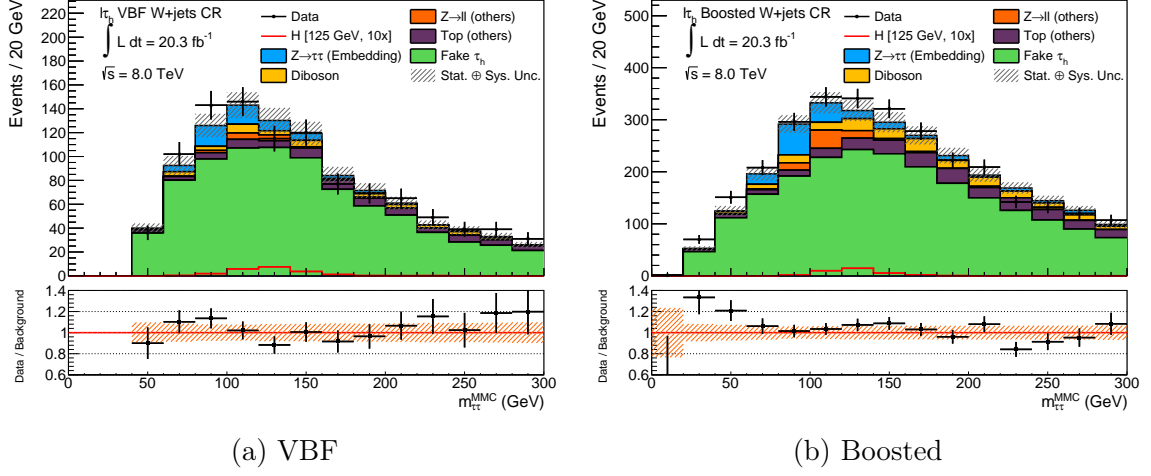 lτh VBF W+jets CR
∫ L dt = 20.3 fb-1
√s = 8.0 TeV
Data
H [125 GeV, 10x]
Z→ττ (Embedding)
Diboson
Z→ll (others)
Top (others)
Fake τh
Stat. ⊕ Sys. Unc.
Events / 20 GeV
220
200
180
160
140
120
100
80
60
40
20
0
Data / Background
1.4
1.2
1
0.8
0.6
0 50 100 150 200 250 300
mττMMC (GeV)
(a) VBF
lτh Boosted W+jets CR
∫ L dt = 20.3 fb-1
√s = 8.0 TeV
Data
H [125 GeV, 10x]
Z→ττ (Embedding)
Diboson
Z→ll (others)
Top (others)
Fake τh
Stat. ⊕ Sys. Unc.
Events / 20 GeV
500
400
300
200
100
0
Data / Background
1.4
1.2
1
0.8
0.6
0 50 100 150 200 250 300
mττMMC (GeV)
(b) Boosted